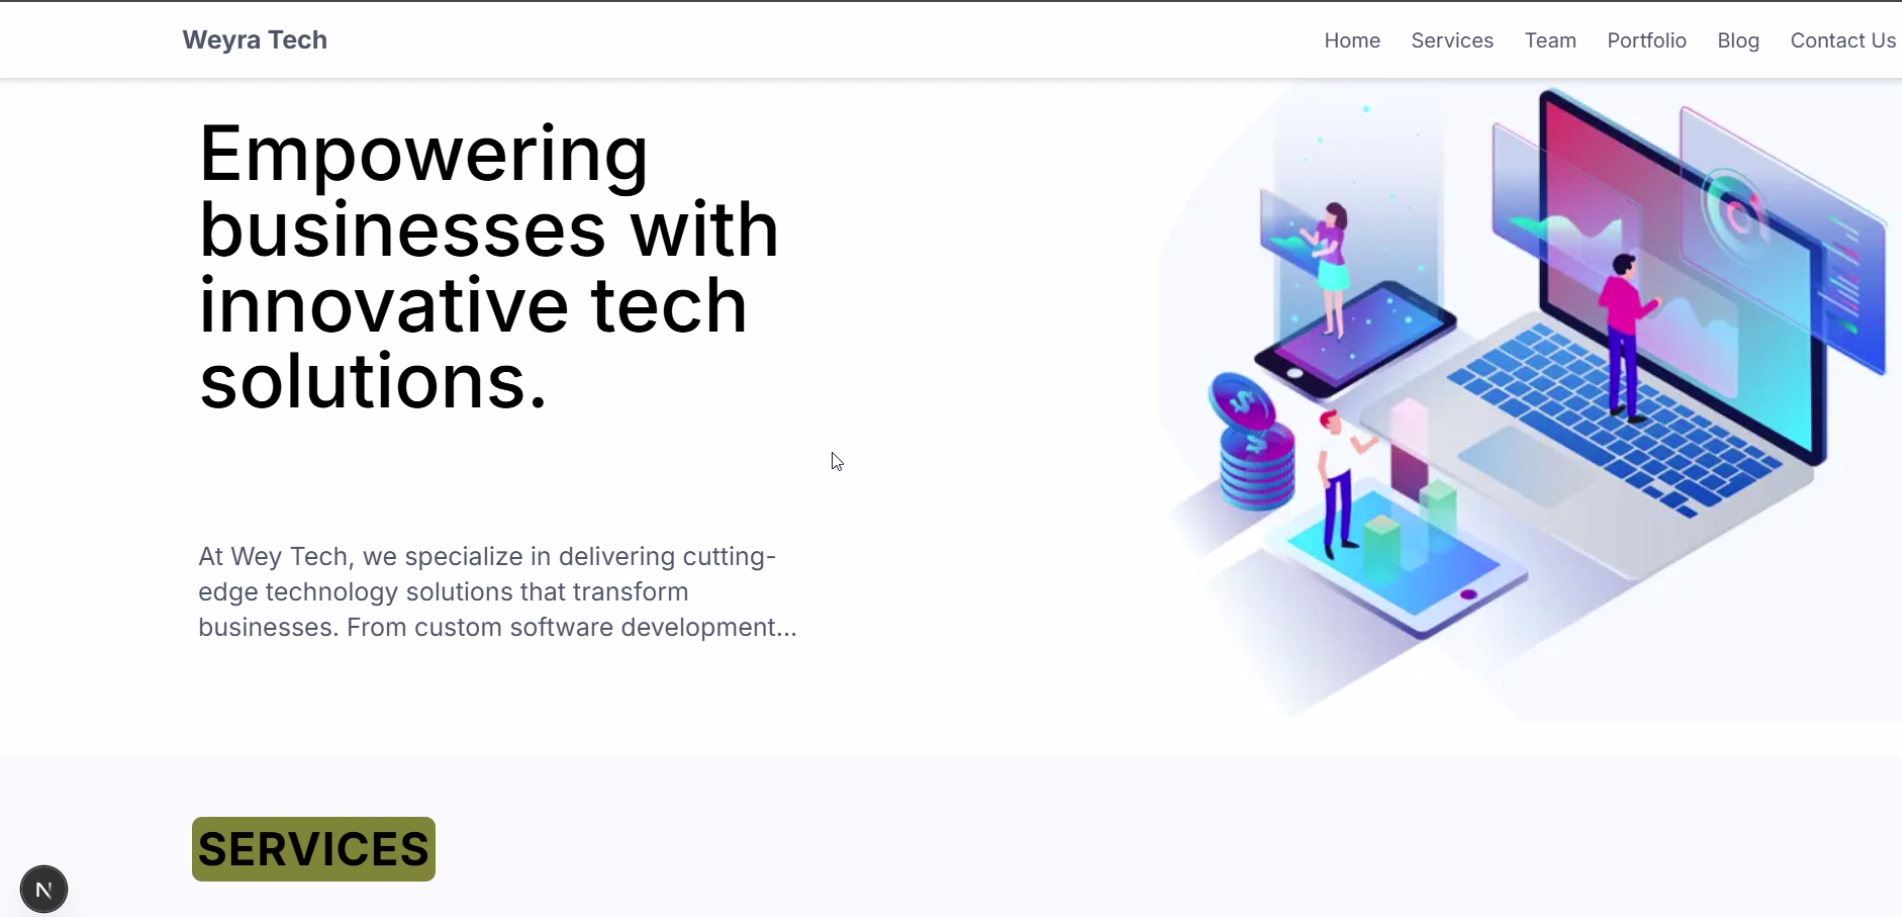 Weyra Tech
Home Services Team Portfolio Blog Contact Us
Empowering
businesses with
innovative tech
solutions.
At Wey Tech, we specialize in delivering cutting-
edge technology solutions that transform
businesses. From custom software development...
SERVICES
N